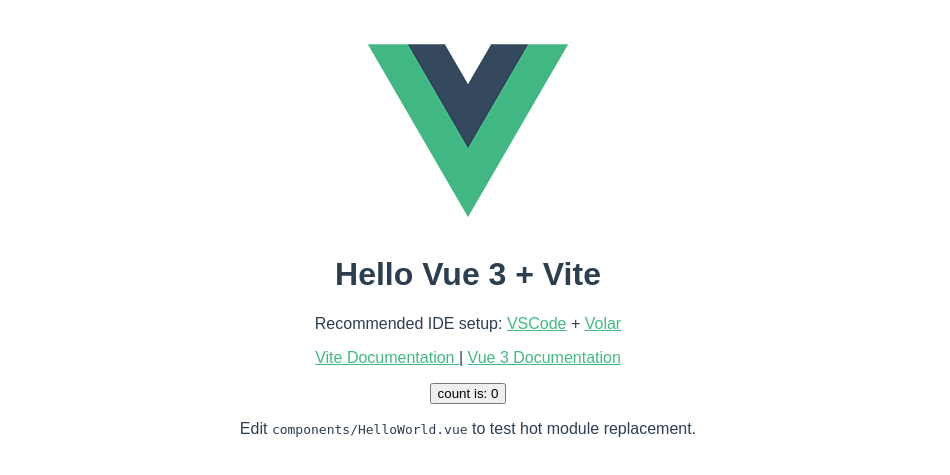 Hello Vue 3 + Vite
Recommended IDE setup: VSCode + Volar
Vite Documentation | Vue 3 Documentation
count is: 0
Edit components/HelloWorld.vue to test hot module replacement.